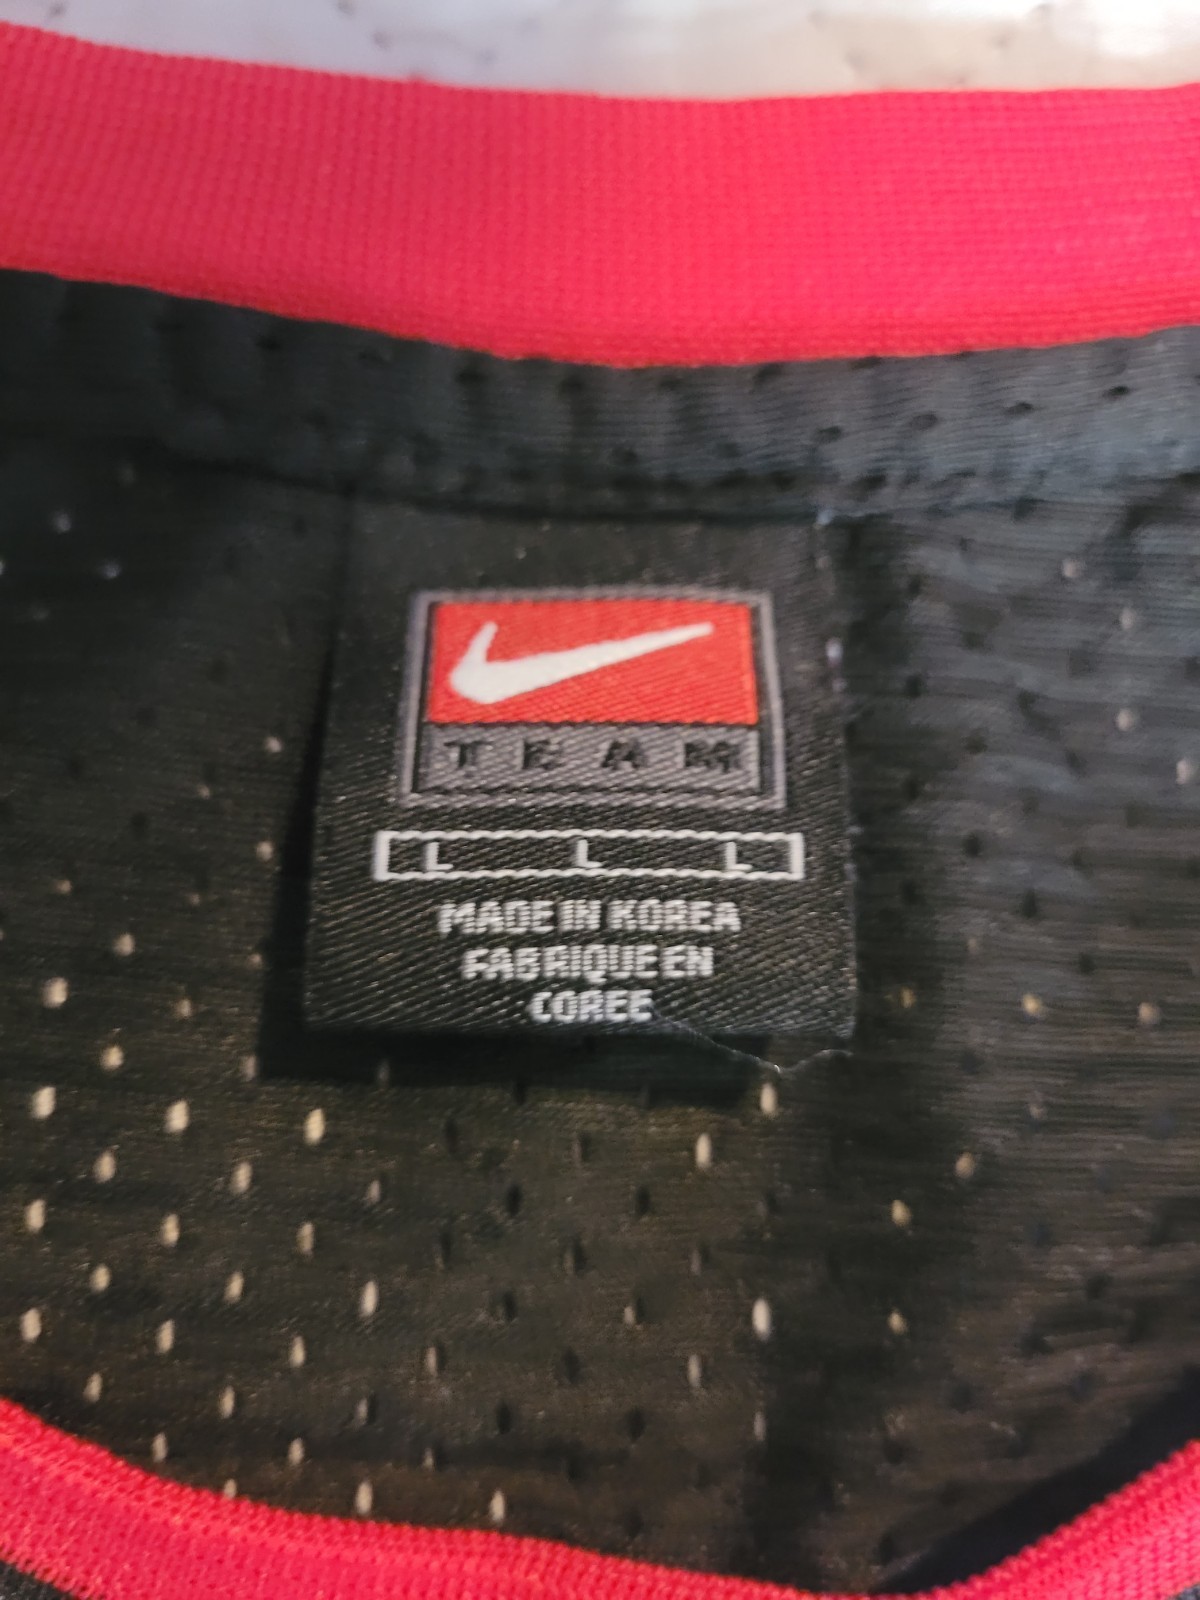 TEAM
L L L
MADE IN KOREA
FABRIQUE EN
COREE